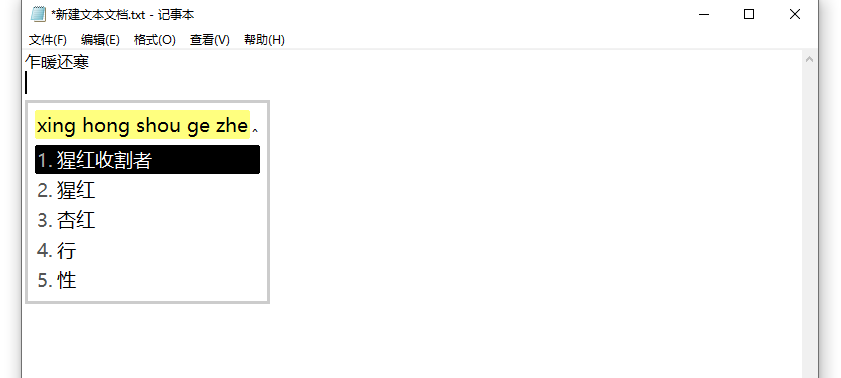 *新建文本文档.txt - 记事本
文件(F) 编辑(E) 格式(O) 查看(V) 帮助(H)
乍暖还寒
xing hong shou ge zhe
1. 猩红收割者
2. 猩红
3. 杏红
4. 行
5. 性